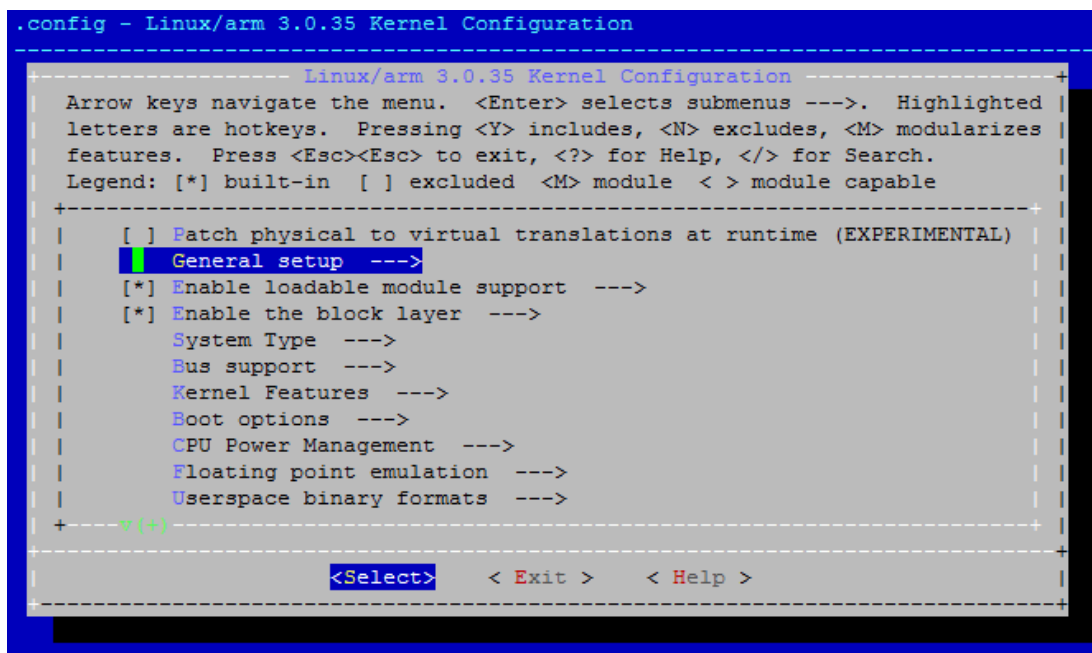 .config - Linux/arm 3.0.35 Kernel Configuration
Linux/arm 3.0.35 Kernel Configuration
Arrow keys navigate the menu.  <Enter> selects submenus --->.  Highlighted
letters are hotkeys.  Pressing <Y> includes, <N> excludes, <M> modularizes
features.  Press <Esc><Esc> to exit, <?> for Help, </> for Search.
Legend: [*] built-in  [ ] excluded  <M> module  < > module capable
[ ] Patch physical to virtual translations at runtime (EXPERIMENTAL)
General setup  --->
[*] Enable loadable module support  --->
[*] Enable the block layer  --->
System Type  --->
Bus support  --->
Kernel Features  --->
Boot options  --->
CPU Power Management  --->
Floating point emulation  --->
Userspace binary formats  --->
v(+)
<Select>    < Exit >    < Help >